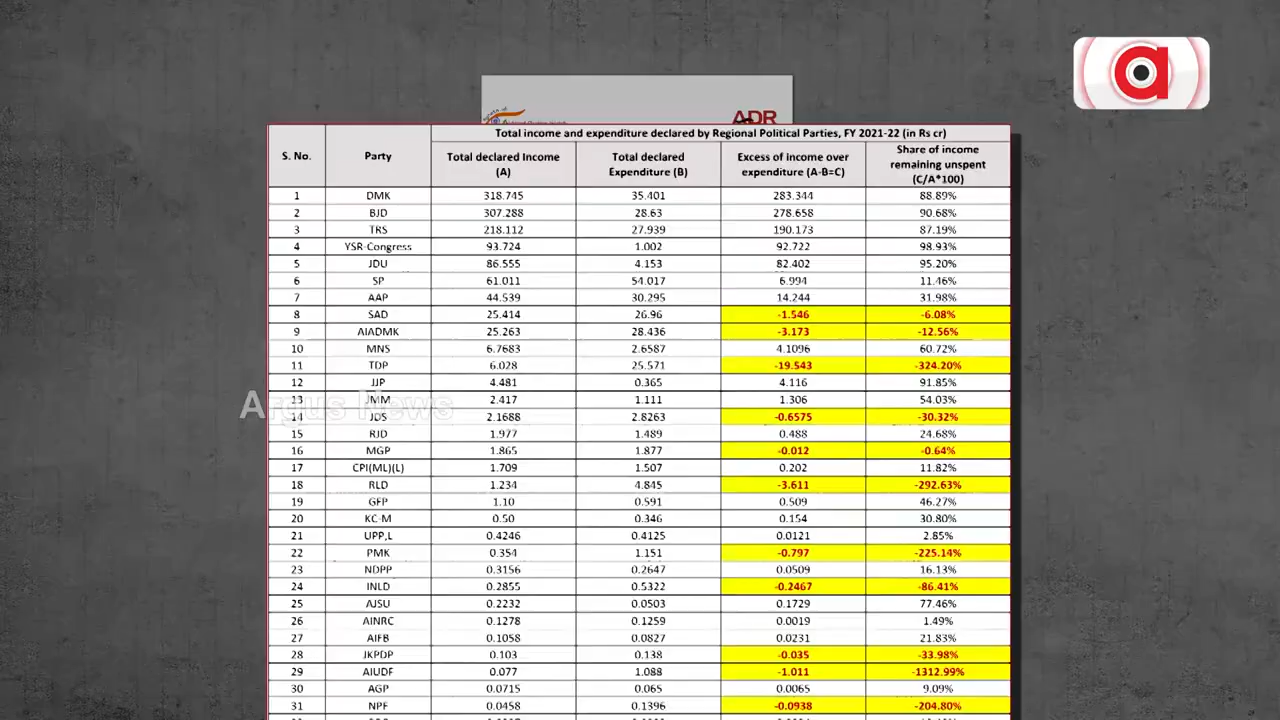 ADR
Total income and expenditure declared by Regional Political Parties, FY 2021-22 (in Rs cr)
S. No. Party Total declared Income (A) Total declared Expenditure (B) Excess of income over expenditure (A-B=C) Share of income remaining unspent (C/A*100)
1 DMK 318.745 35.401 283.344 88.89%
2 BJD 307.288 28.63 278.658 90.68%
3 TRS 218.112 27.939 190.173 87.19%
4 YSR-Congress 93.724 1.002 92.722 98.93%
5 JDU 86.555 4.153 82.402 95.20%
6 SP 61.011 54.017 6.994 11.46%
7 AAP 44.539 30.295 14.244 31.98%
8 SAD 25.414 26.96 -1.546 -6.08%
9 AIADMK 25.263 28.436 -3.173 -12.56%
10 MNS 6.7683 2.6587 4.1096 60.72%
11 TDP 6.028 25.571 -19.543 -324.20%
12 JJP 4.481 0.365 4.116 91.85%
13 JMM 2.417 1.111 1.306 54.03%
Argus News
14 JDS 2.1688 2.8263 -0.6575 -30.32%
15 RJD 1.977 1.489 0.488 24.68%
16 MGP 1.865 1.877 -0.012 -0.64%
17 CPI(ML)(L) 1.709 1.507 0.202 11.82%
18 RLD 1.234 4.845 -3.611 -292.63%
19 GFP 1.10 0.591 0.509 46.27%
20 KC-M 0.50 0.346 0.154 30.80%
21 UPP,L 0.4246 0.4125 0.0121 2.85%
22 PMK 0.354 1.151 -0.797 -225.14%
23 NDPP 0.3156 0.2647 0.0509 16.13%
24 INLD 0.2855 0.5322 -0.2467 -86.41%
25 AJSU 0.2232 0.0503 0.1729 77.46%
26 AINRC 0.1278 0.1259 0.0019 1.49%
27 AIFB 0.1058 0.0827 0.0231 21.83%
28 JKPDP 0.103 0.138 -0.035 -33.98%
29 AIUDF 0.077 1.088 -1.011 -1312.99%
30 AGP 0.0715 0.065 0.0065 9.09%
31 NPF 0.0458 0.1396 -0.0938 -204.80%